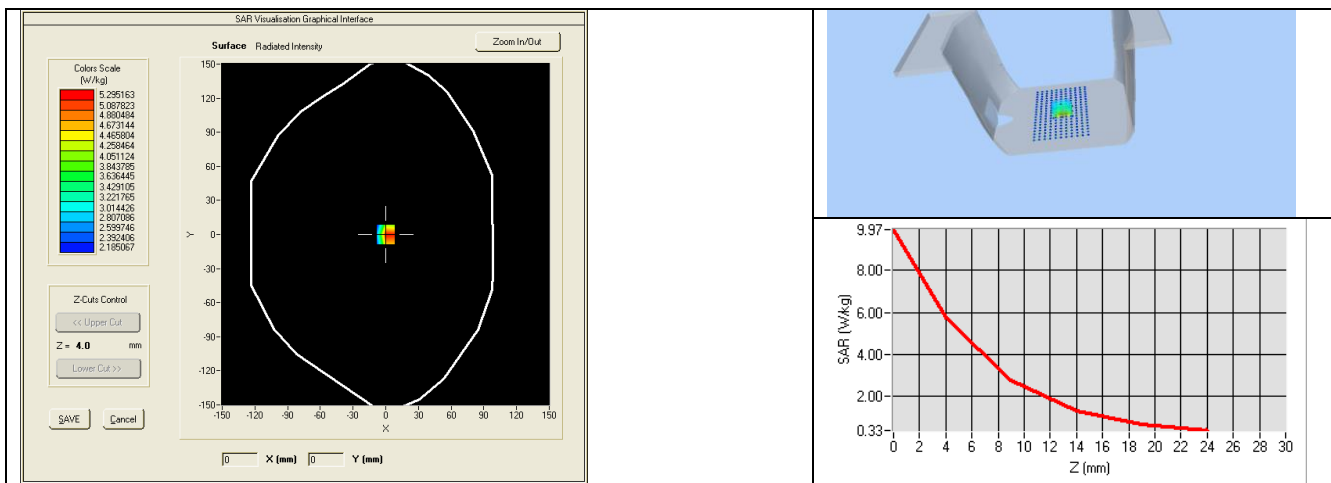 SAR Visualisation Graphical Interface
Surface Radiated Intensity
Zoom In/Out
Colors Scale
(W/kg)
5.295163
5.087823
4.880484
4.673144
4.465804
4.258464
4.051124
3.843785
3.636445
3.429105
3.221765
3.014426
2.807086
2.599746
2.392406
2.185067
Z-Cuts Control
<< Upper Cut
Z = 4.0 mm
Lower Cut >>
SAVE Cancel
150
120
90
60
30
0
-30
-60
-90
-120
-150
Y
-150 -120 -90 -60 -30 0 30 60 90 120 150
X
0 X (mm) 0 Y (mm)
9.97
8.00
6.00
4.00
2.00
0.33
SAR (W/kg)
0 2 4 6 8 10 12 14 16 18 20 22 24 26 28 30
Z (mm)